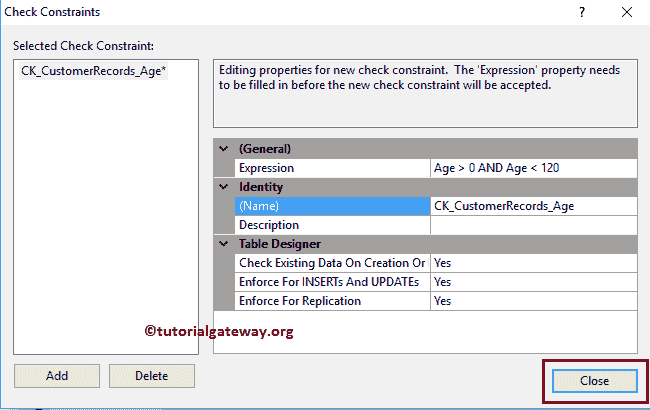 Check Constraints
?
Selected Check Constraint:
CK_CustomerRecords_Age*
Editing properties for new check constraint. The 'Expression' property needs
to be filled in before the new check constraint will be accepted.
(General)
Expression Age > 0 AND Age < 120
Identity
(Name) CK_CustomerRecords_Age
Description
Table Designer
Check Existing Data On Creation Or Yes
Enforce For INSERTs And UPDATEs Yes
Enforce For Replication Yes
©tutorialgateway.org
Add Delete
Close